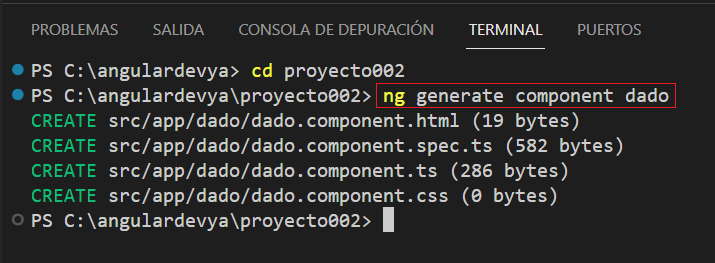 PROBLEMAS SALIDA CONSOLA DE DEPURACIÓN TERMINAL PUERTOS
PS C:\angulardevya> cd proyecto002
PS C:\angulardevya\proyecto002> ng generate component dado
CREATE src/app/dado/dado.component.html (19 bytes)
CREATE src/app/dado/dado.component.spec.ts (582 bytes)
CREATE src/app/dado/dado.component.ts (286 bytes)
CREATE src/app/dado/dado.component.css (0 bytes)
PS C:\angulardevya\proyecto002>